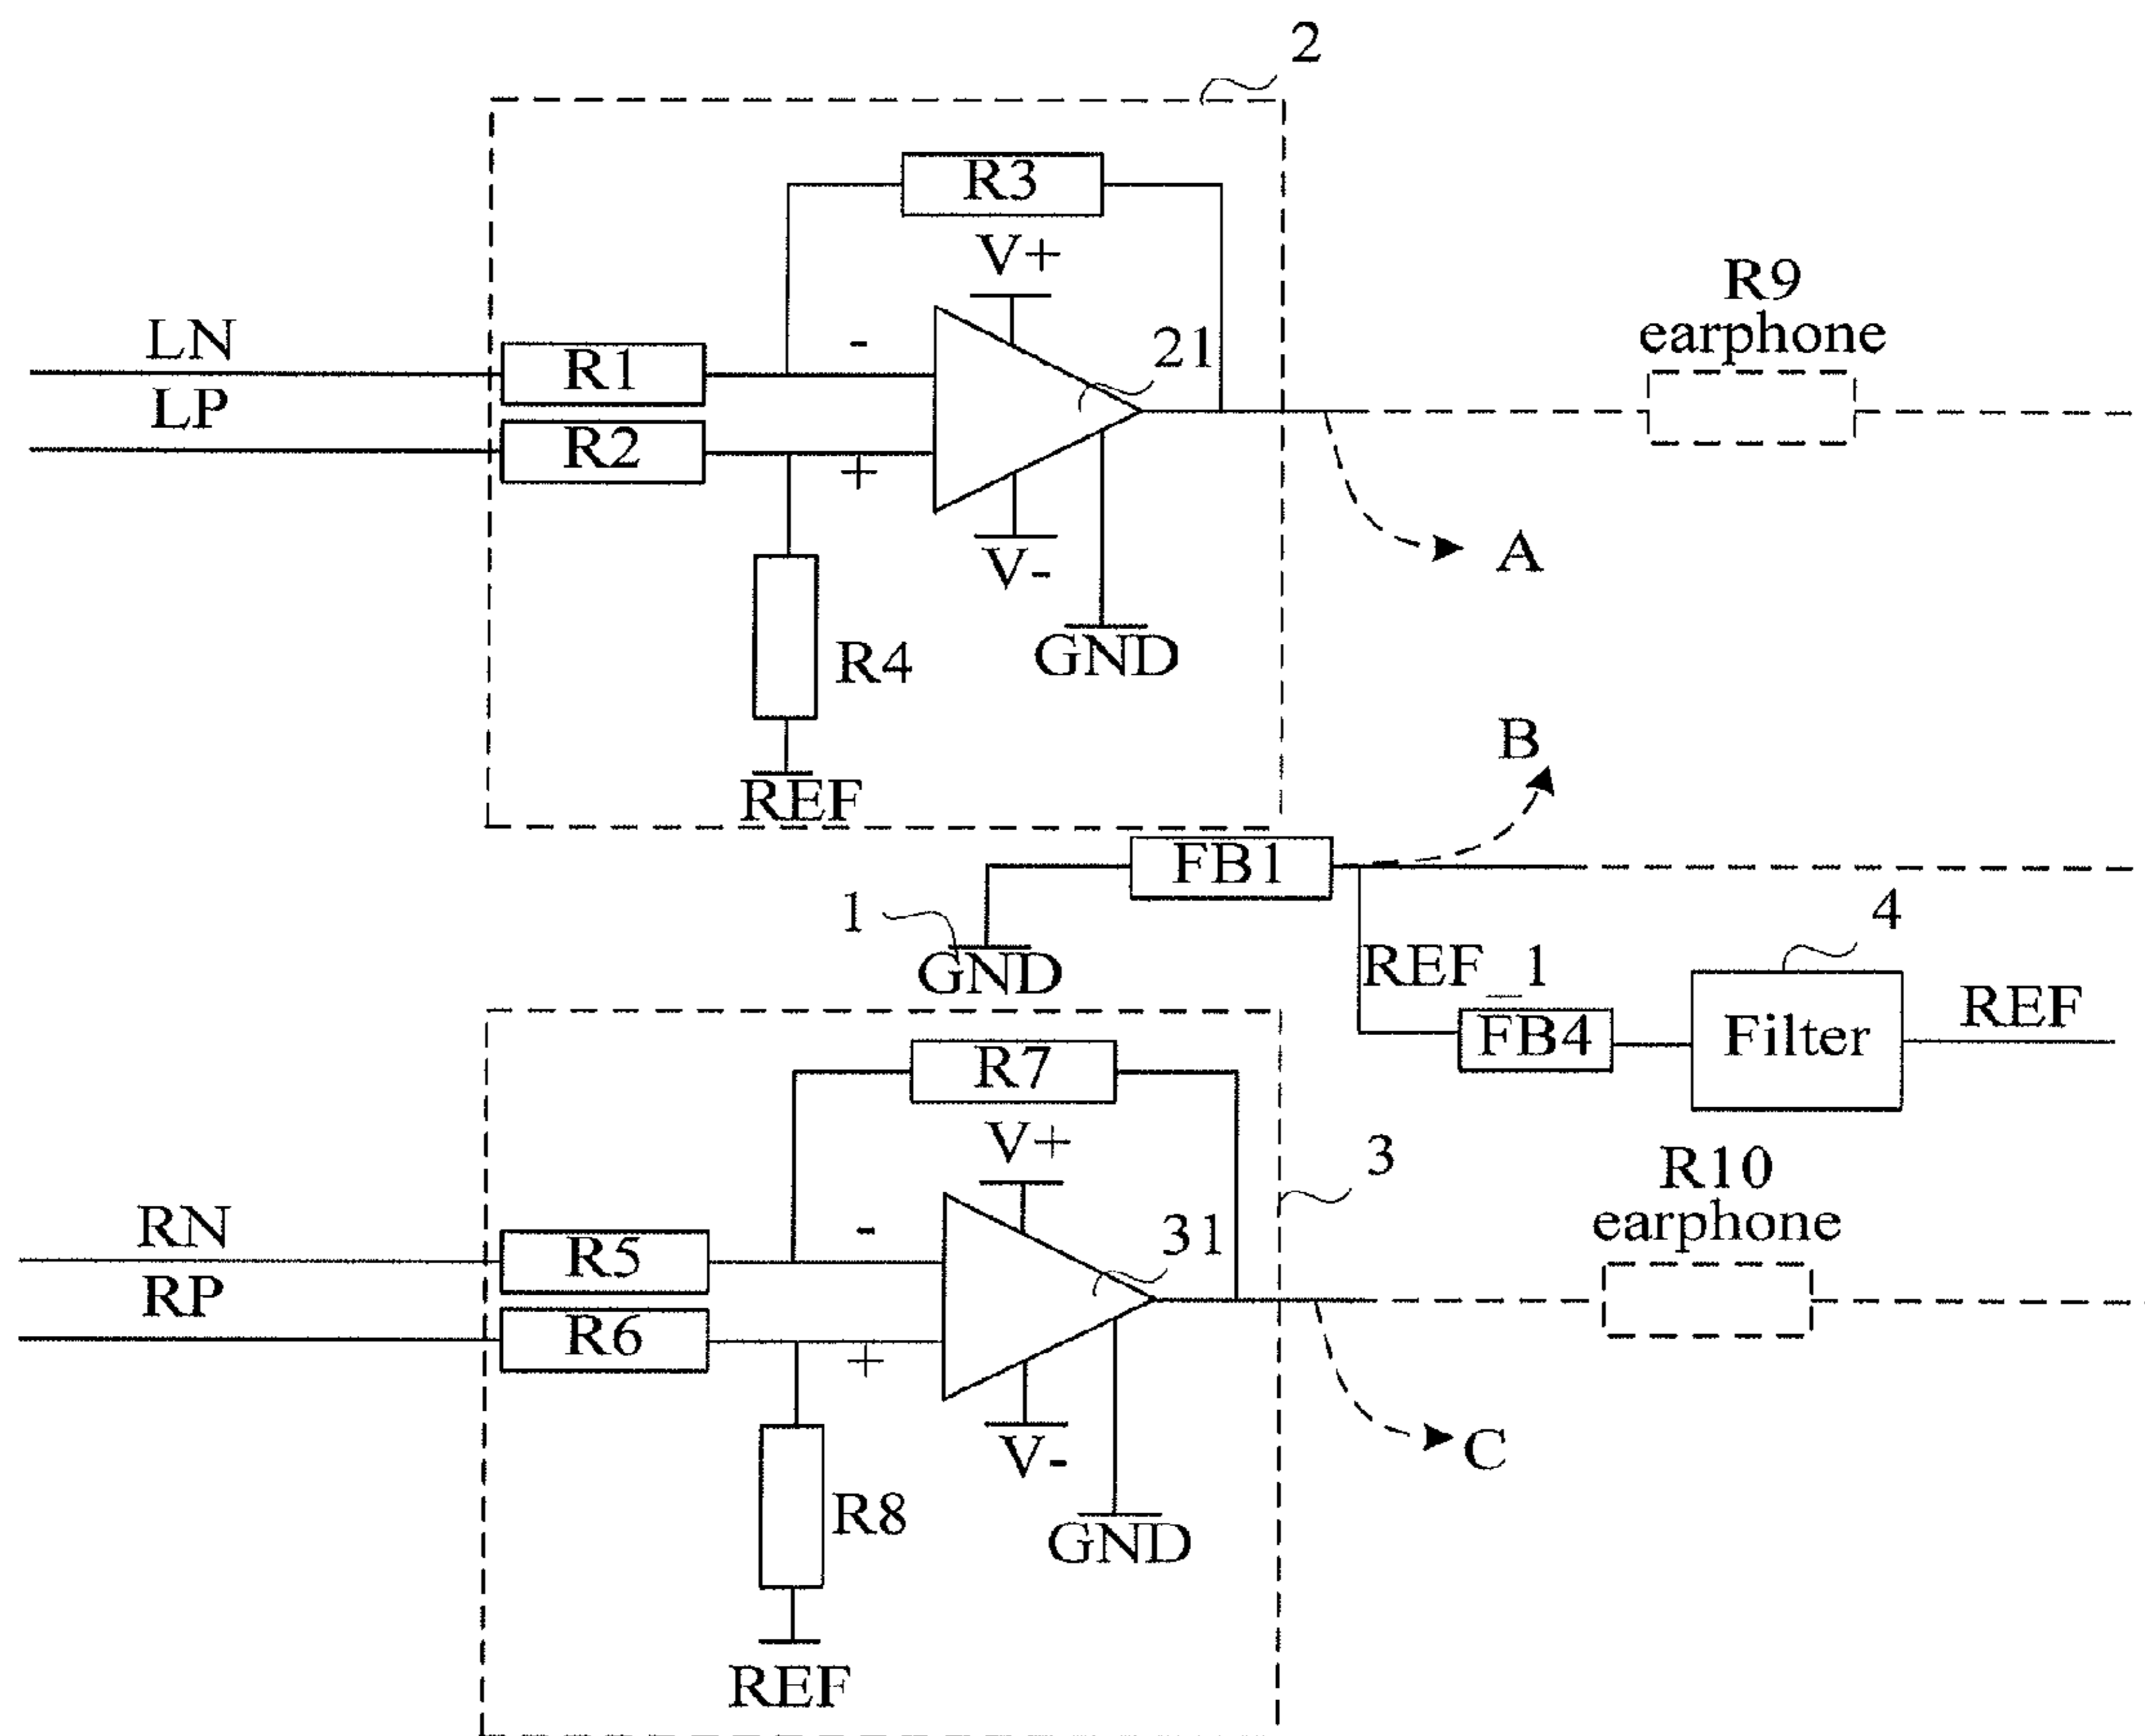 2
R3
V+
R9
earphone
LN
R1
-
21
LP
R2
+
V-
A
R4
GND
B
REF
FB1
1
4
GND
REF_1
REF
FB4
Filter
R7
V+
3
R10
earphone
RN
R5
-
31
RP
R6
+
V-
C
R8
GND
REF